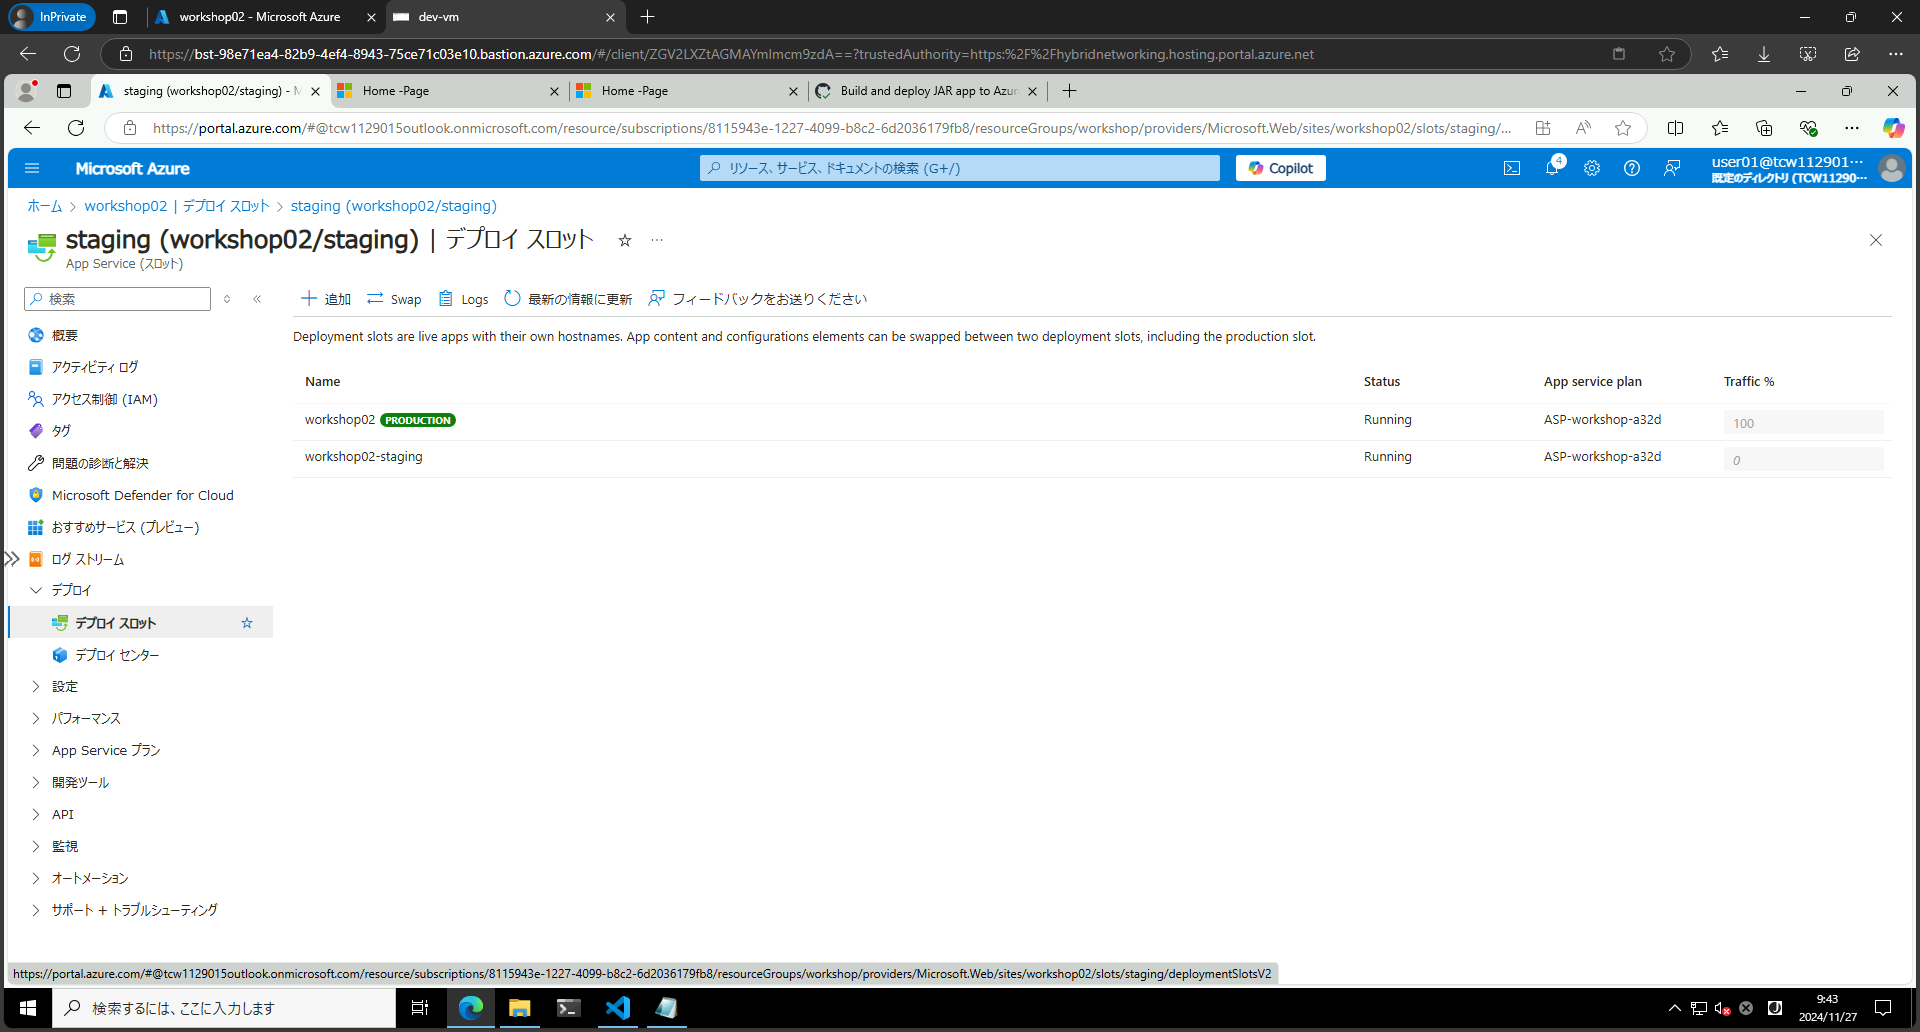 InPrivate
workshop02 - Microsoft Azure
dev-vm
https://bst-98e71ea4-82b9-4ef4-8943-75ce71c03e10.bastion.azure.com/#/client/ZGV2LXZtAGMAYmlmcm9zdA==?trustedAuthority=https:%2F%2Fhybridnetworking.hosting.portal.azure.net
staging (workshop02/staging) - M
Home -Page
Home -Page
Build and deploy JAR app to Azur
https://portal.azure.com/#@tcw1129015outlook.onmicrosoft.com/resource/subscriptions/8115943e-1227-4099-b8c2-6d2036179fb8/resourceGroups/workshop/providers/Microsoft.Web/sites/workshop02/slots/staging/...
Microsoft Azure
リソース、サービス、ドキュメントの検索 (G+/)
Copilot
4
user01@tcw112901...
既定のディレクトリ (TCW11290...
ホーム > workshop02 | デプロイ スロット > staging (workshop02/staging)
staging (workshop02/staging) | デプロイ スロット
App Service (スロット)
検索
追加
Swap
Logs
最新の情報に更新
フィードバックをお送りください
Deployment slots are live apps with their own hostnames. App content and configurations elements can be swapped between two deployment slots, including the production slot.
Name Status App service plan Traffic %
workshop02 PRODUCTION Running ASP-workshop-a32d 100
workshop02-staging Running ASP-workshop-a32d 0
概要
アクティビティ ログ
アクセス制御 (IAM)
タグ
問題の診断と解決
Microsoft Defender for Cloud
おすすめサービス (プレビュー)
ログ ストリーム
デプロイ
デプロイ スロット
デプロイ センター
設定
パフォーマンス
App Service プラン
開発ツール
API
監視
オートメーション
サポート + トラブルシューティング
https://portal.azure.com/#@tcw1129015outlook.onmicrosoft.com/resource/subscriptions/8115943e-1227-4099-b8c2-6d2036179fb8/resourceGroups/workshop/providers/Microsoft.Web/sites/workshop02/slots/staging/deploymentSlotsV2
検索するには、ここに入力します
9:43
2024/11/27